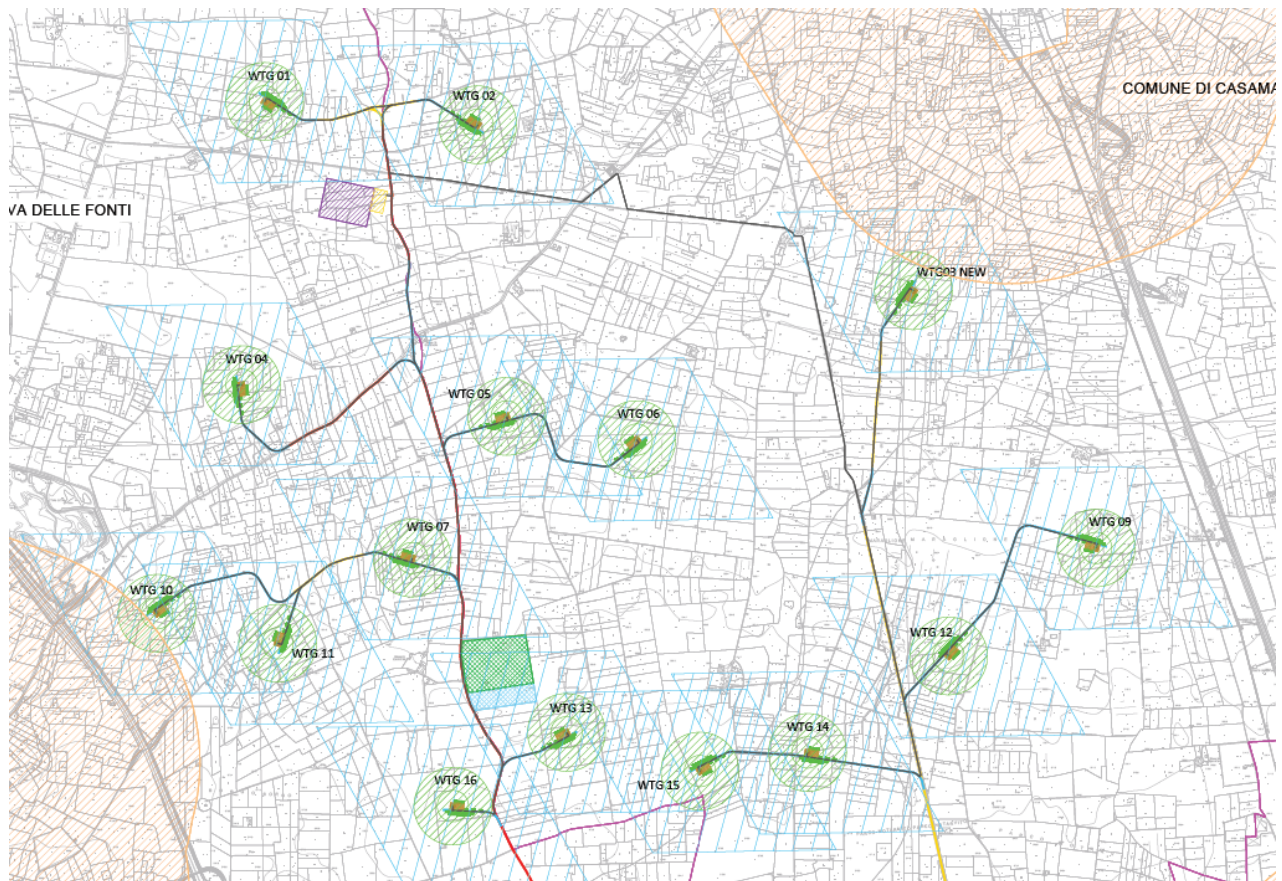 WTG 01
WTG 02
COMUNE DI CASAMA
VA DELLE FONTI
WTG03 NEW
WTG 04
WTG 05
WTG 06
WTG 07
WTG 09
WTG 10
WTG 11
WTG 12
WTG 13
WTG 14
WTG 15
WTG 16